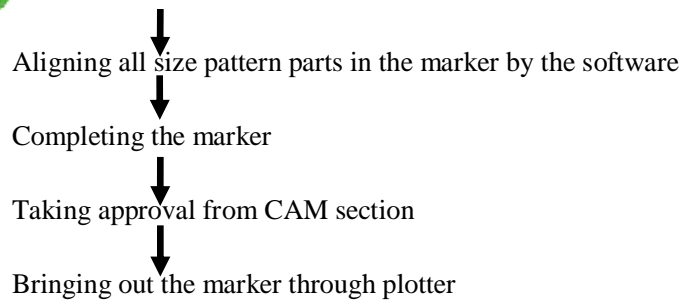 Aligning all size pattern parts in the marker by the software
Completing the marker
Taking approval from CAM section
Bringing out the marker through plotter